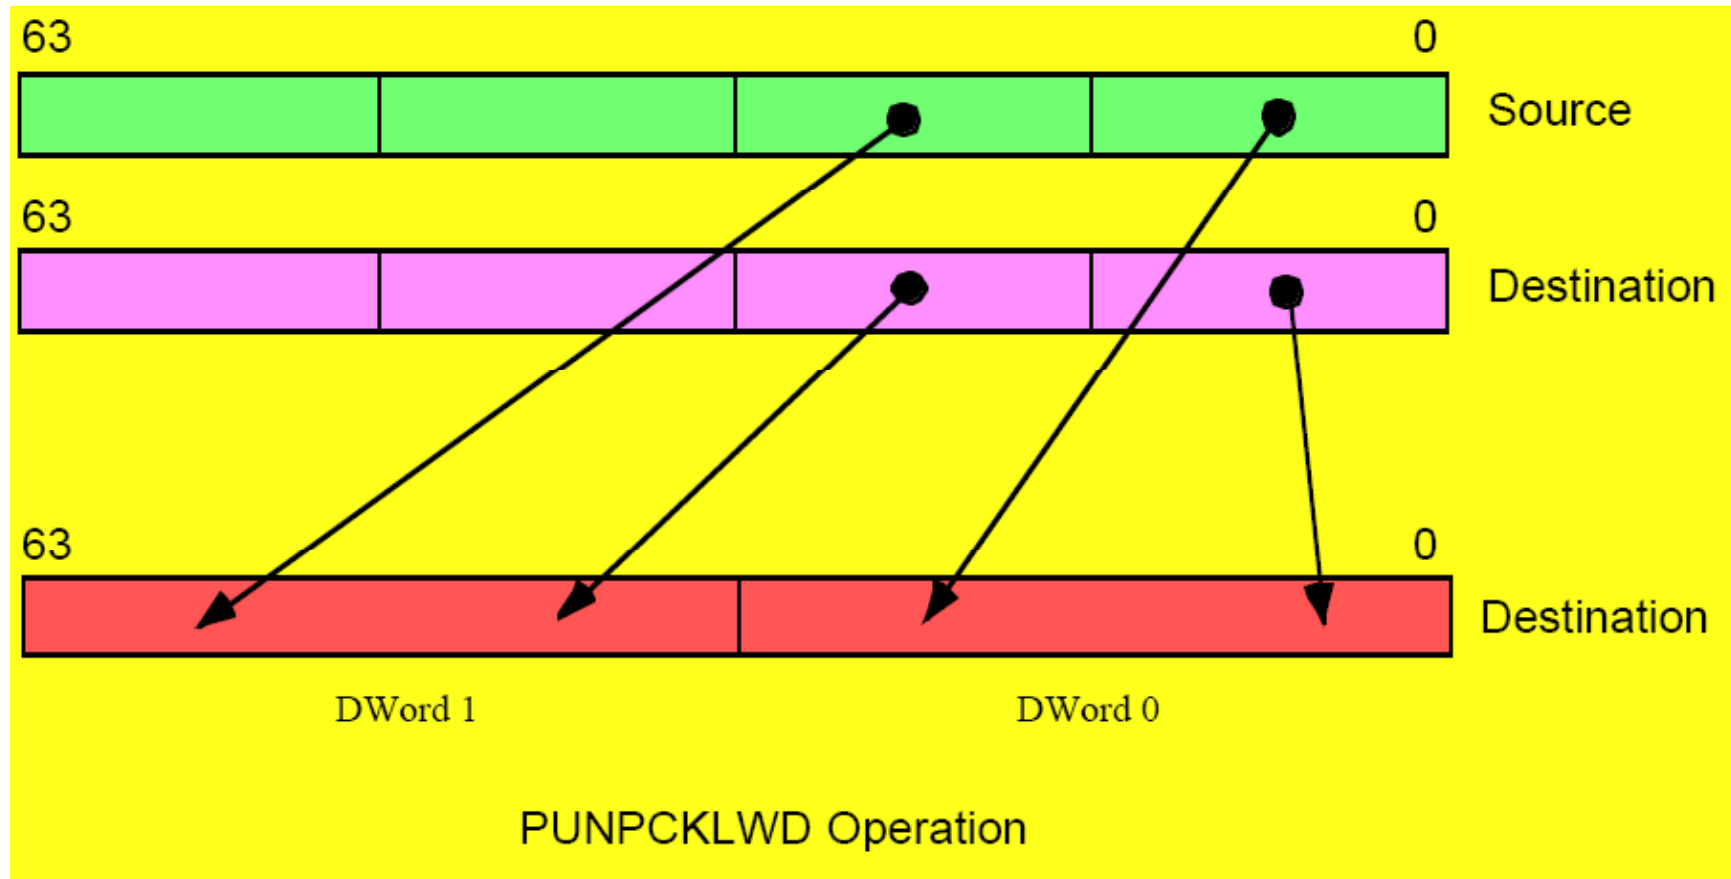 63 0
Source
63 0
Destination
63 0
Destination
DWord 1 DWord 0
PUNPCKLWD Operation